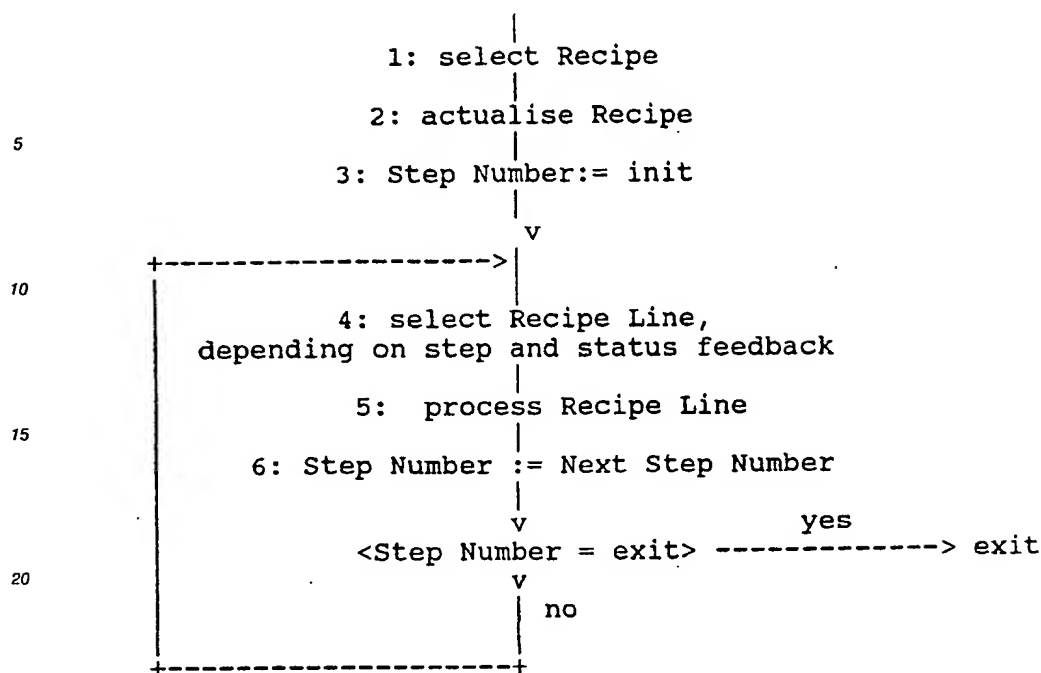 1: select Recipe
2: actualise Recipe
5
3: Step Number:= init
v
+--------------------->
10
4: select Recipe Line,
depending on step and status feedback
5: process Recipe Line
15
6: Step Number := Next Step Number
v
yes
<Step Number = exit> -------------> exit
20
v
no
+-----------------------+